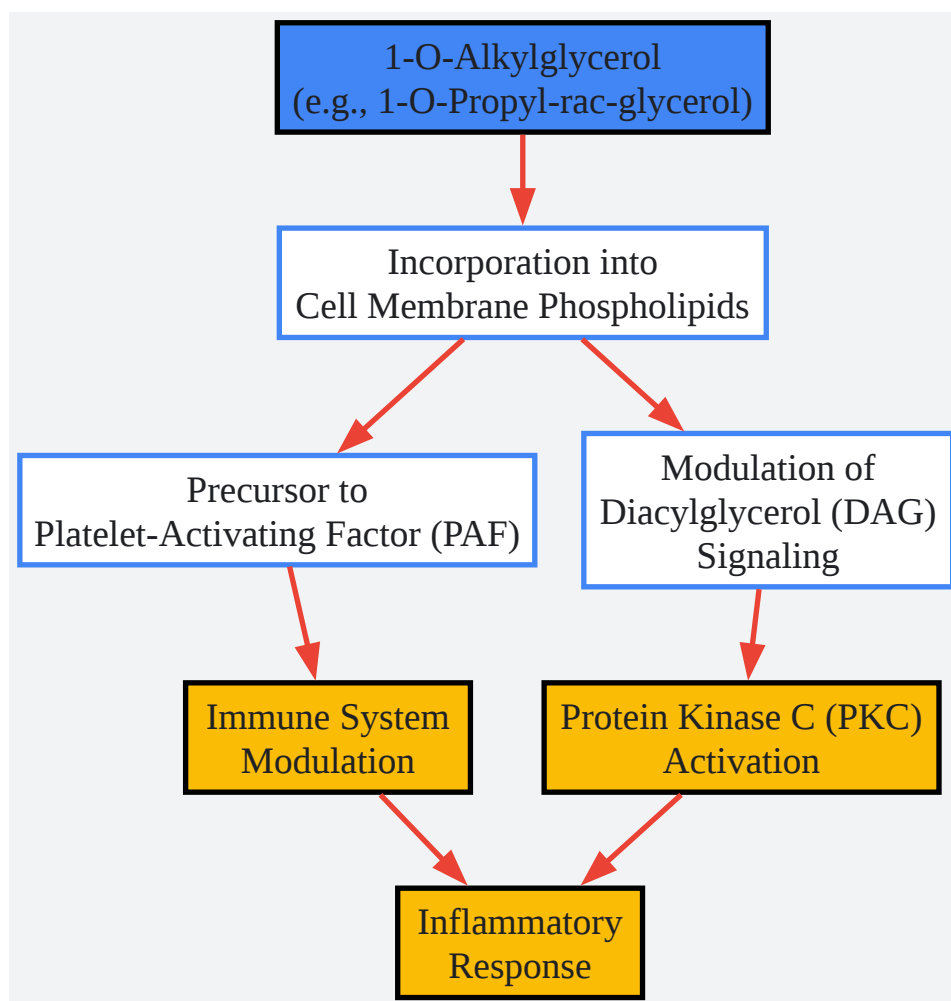 1-O-Alkylglycerol
(e.g., 1-O-Propyl-rac-glycerol)
Incorporation into
Cell Membrane Phospholipids
Precursor to
Platelet-Activating Factor (PAF)
Modulation of
Diacylglycerol (DAG)
Signaling
Immune System
Modulation
Protein Kinase C (PKC)
Activation
Inflammatory
Response